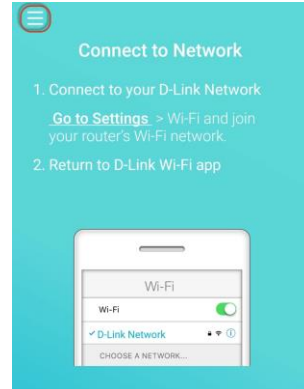 Connect to Network
1. Connect to your D-Link Network
Go to Settings > Wi-Fi and join
your router's Wi-Fi network.
2. Return to D-Link Wi-Fi app
Wi-Fi
Wi-Fi
D-Link Network
CHOOSE A NETWORK...